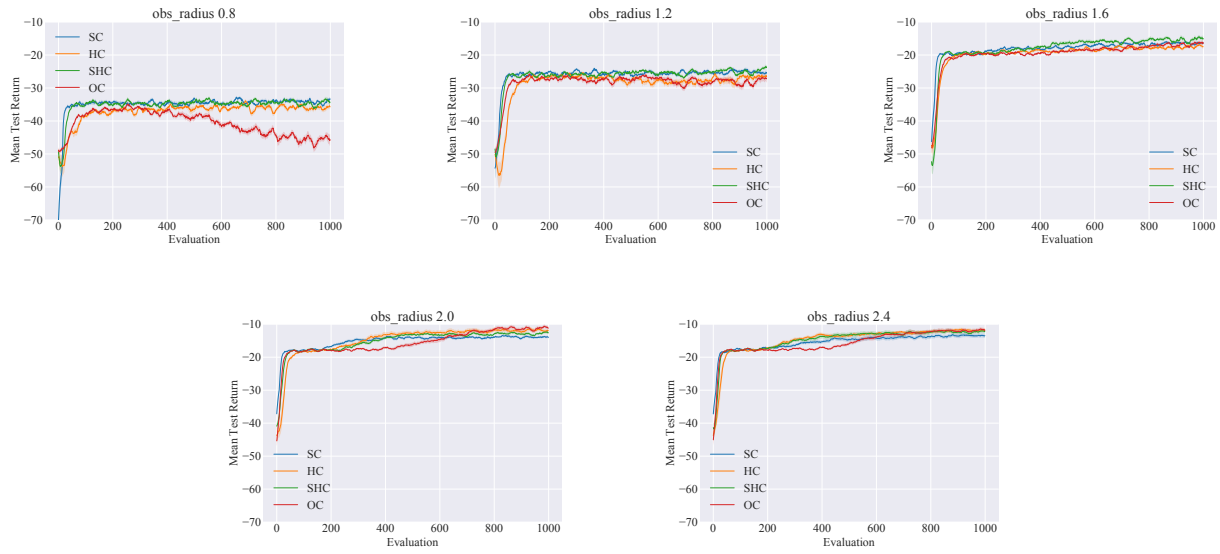 obs_radius 0.8
−10
−20
−30
−40
−50
−60
−70
Mean Test Return
SC
HC
SHC
OC
0 200 400 600 800 1000
Evaluation
obs_radius 1.2
−10
−20
−30
−40
−50
−60
−70
Mean Test Return
SC
HC
SHC
OC
0 200 400 600 800 1000
Evaluation
obs_radius 1.6
−10
−20
−30
−40
−50
−60
−70
Mean Test Return
SC
HC
SHC
OC
0 200 400 600 800 1000
Evaluation
obs_radius 2.0
−10
−20
−30
−40
−50
−60
−70
Mean Test Return
SC
HC
SHC
OC
0 200 400 600 800 1000
Evaluation
obs_radius 2.4
−10
−20
−30
−40
−50
−60
−70
Mean Test Return
SC
HC
SHC
OC
0 200 400 600 800 1000
Evaluation